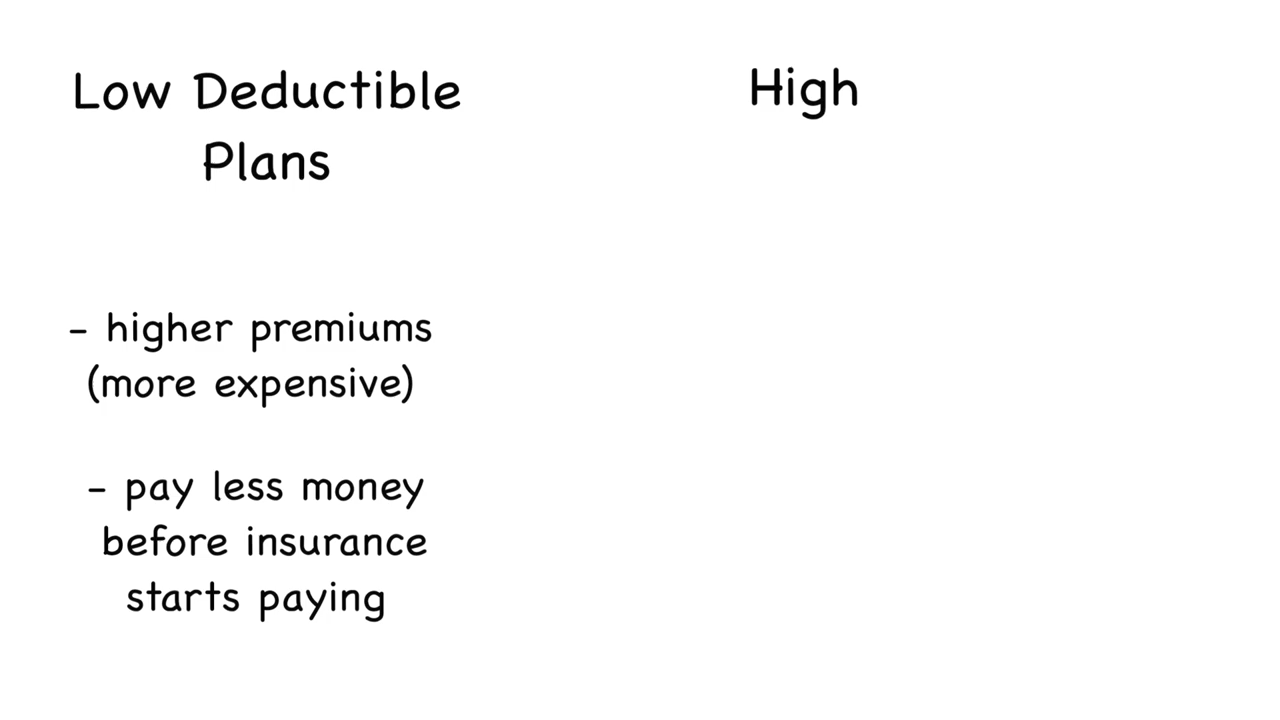 Low Deductible
Plans
- higher premiums
(more expensive)
- pay less money
before insurance
starts paying
High